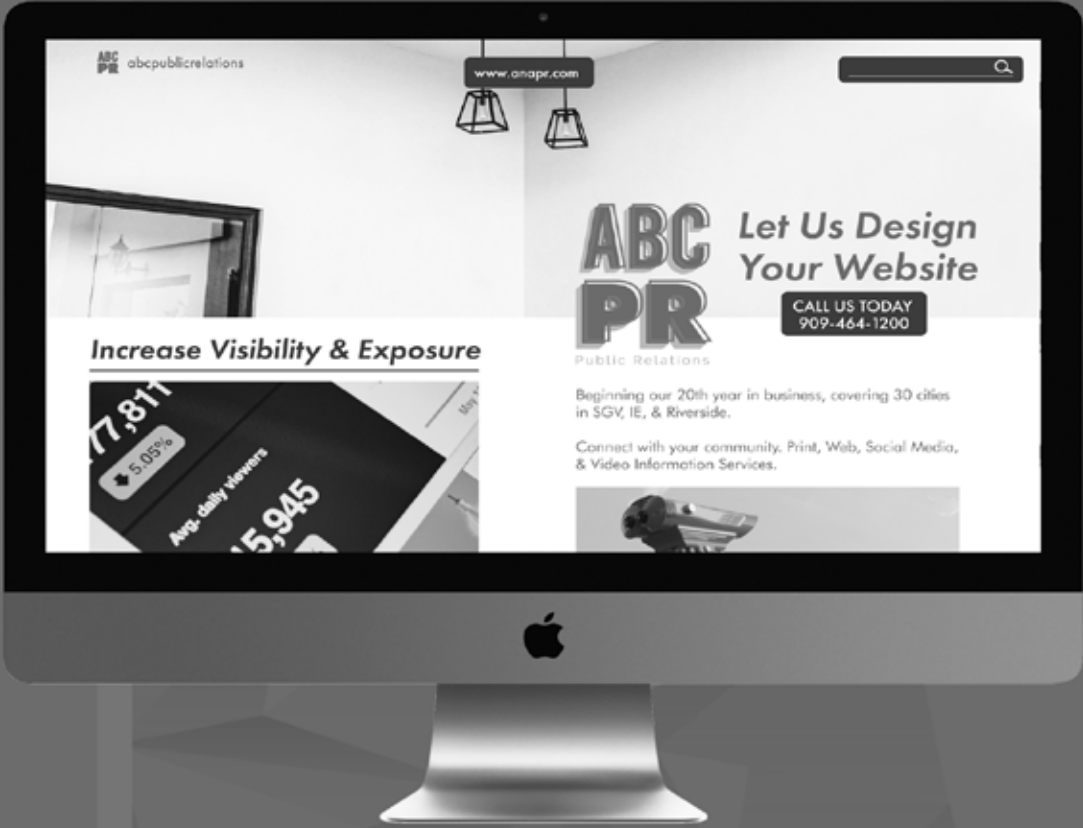 ABC
PR
abcpublicrelations
www.anapr.com
ABC
PR
Public Relations
Let Us Design
Your Website
CALL US TODAY
909-464-1200
Increase Visibility & Exposure
77,811
5.05%
Avg. daily viewers
15,945
May
Beginning our 20th year in business, covering 30 cities
in SGV, IE, & Riverside.
Connect with your community. Print, Web, Social Media,
& Video Information Services.